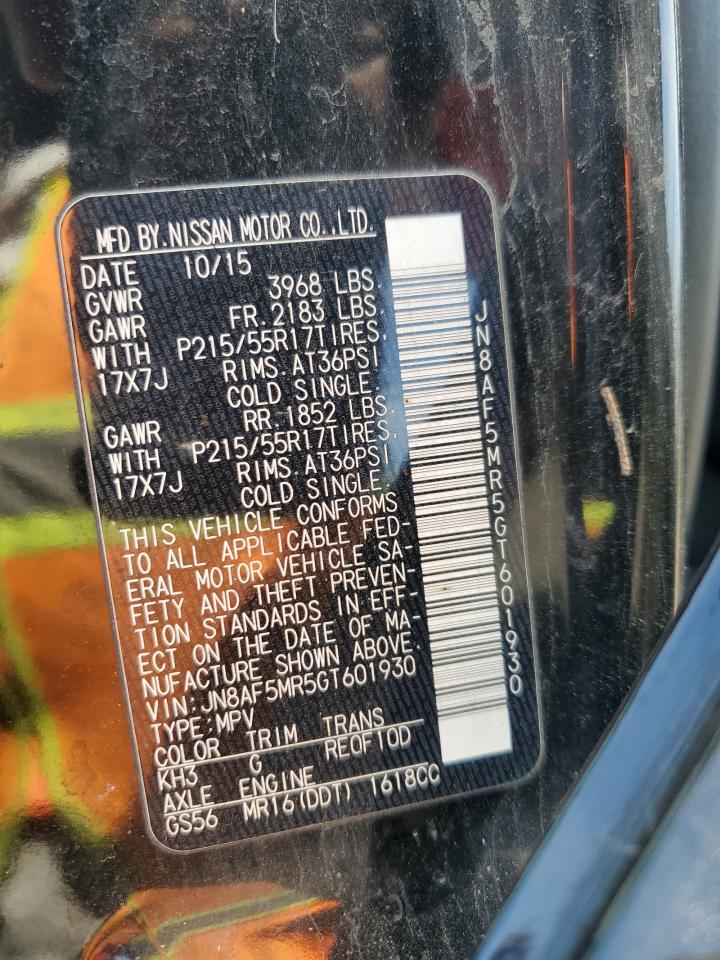 MFD BY.NISSAN MOTOR CO.,LTD.
DATE 10/15
GVWR 3968 LBS.
GAWR FR.2183 LBS.
WITH P215/55R17TIRES.
17X7J RIMS.AT36PSI
COLD SINGLE.
GAWR RR.1852 LBS.
WITH P215/55R17TIRES.
17X7J RIMS.AT36PSI
COLD SINGLE.
THIS VEHICLE CONFORMS
TO ALL APPLICABLE FED-
ERAL MOTOR VEHICLE SA-
FETY AND THEFT PREVEN-
TION STANDARDS IN EFF-
ECT ON THE DATE OF MA-
NUFACTURE SHOWN ABOVE.
VIN:JN8AF5MR5GT601930
TYPE:MPV
COLOR TRIM TRANS
KH3 G RE0F10D
AXLE ENGINE
GS56 MR16(DDT) 1618CC
JN8AF5MR5GT601930